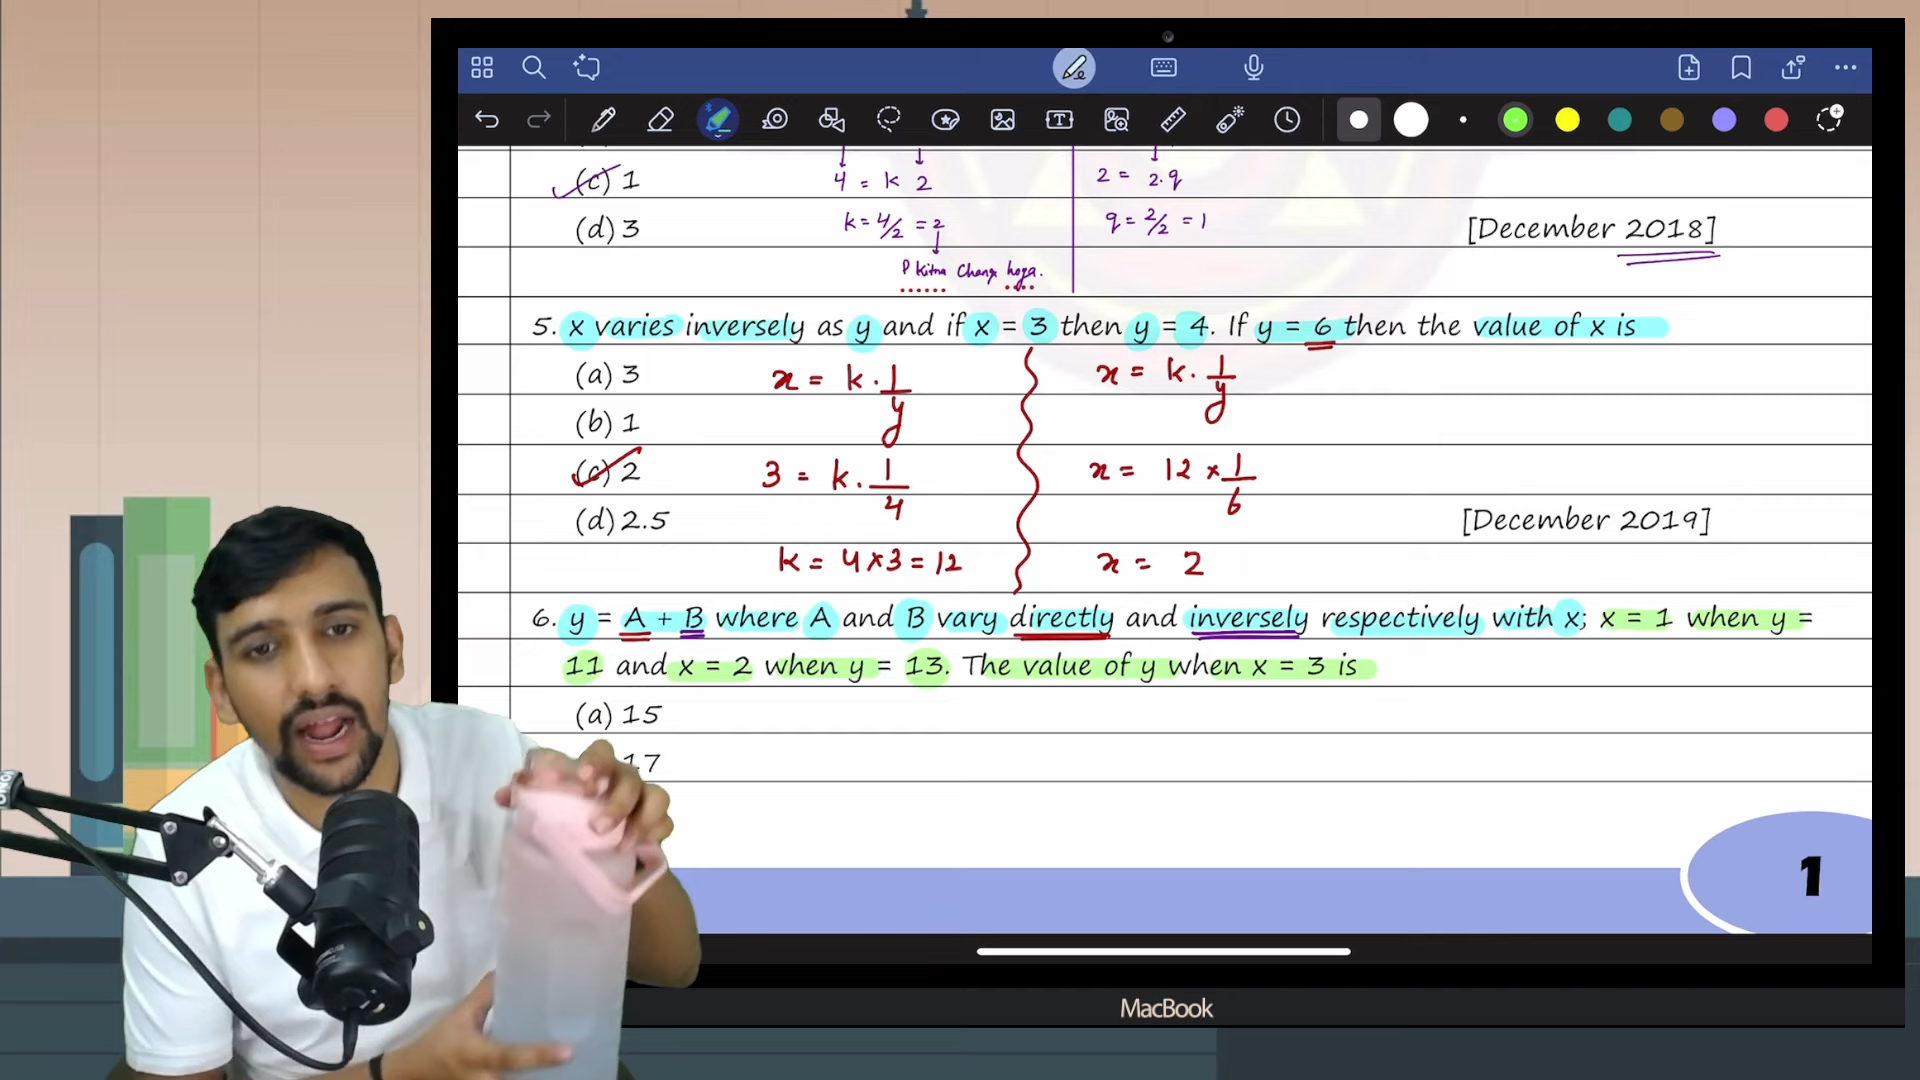 (c) 1
4 = k 2
2 = 2.q
(d) 3
k = 4/2 = 2
q = 2/2 = 1
[December 2018]
P kitna change hoga.
5. x varies inversely as y and if x = 3 then y = 4. If y = 6 then the value of x is
(a) 3
x = k . 1/y
x = k . 1/y
(b) 1
(c) 2
3 = k . 1/4
x = 12 × 1/6
(d) 2.5
[December 2019]
k = 4×3 = 12
x = 2
6. y = A + B where A and B vary directly and inversely respectively with x; x = 1 when y =
11 and x = 2 when y = 13. The value of y when x = 3 is
(a) 15
17
1
MacBook